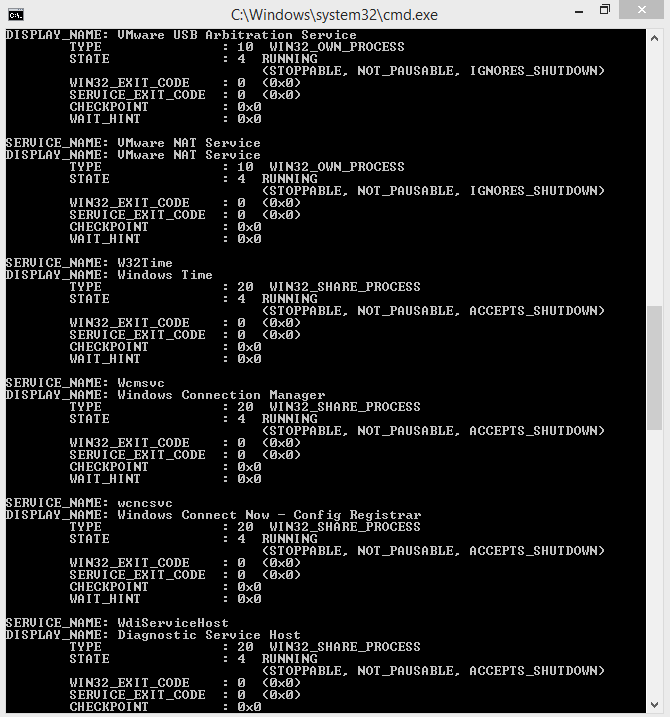 C:\Windows\system32\cmd.exe
DISPLAY_NAME: VMware USB Arbitration Service
        TYPE               : 10  WIN32_OWN_PROCESS
        STATE              : 4  RUNNING
                                (STOPPABLE, NOT_PAUSABLE, IGNORES_SHUTDOWN)
        WIN32_EXIT_CODE    : 0  (0x0)
        SERVICE_EXIT_CODE  : 0  (0x0)
        CHECKPOINT         : 0x0
        WAIT_HINT          : 0x0
SERVICE_NAME: VMware NAT Service
DISPLAY_NAME: VMware NAT Service
        TYPE               : 10  WIN32_OWN_PROCESS
        STATE              : 4  RUNNING
                                (STOPPABLE, NOT_PAUSABLE, IGNORES_SHUTDOWN)
        WIN32_EXIT_CODE    : 0  (0x0)
        SERVICE_EXIT_CODE  : 0  (0x0)
        CHECKPOINT         : 0x0
        WAIT_HINT          : 0x0
SERVICE_NAME: W32Time
DISPLAY_NAME: Windows Time
        TYPE               : 20  WIN32_SHARE_PROCESS
        STATE              : 4  RUNNING
                                (STOPPABLE, NOT_PAUSABLE, ACCEPTS_SHUTDOWN)
        WIN32_EXIT_CODE    : 0  (0x0)
        SERVICE_EXIT_CODE  : 0  (0x0)
        CHECKPOINT         : 0x0
        WAIT_HINT          : 0x0
SERVICE_NAME: Wcmsvc
DISPLAY_NAME: Windows Connection Manager
        TYPE               : 20  WIN32_SHARE_PROCESS
        STATE              : 4  RUNNING
                                (STOPPABLE, NOT_PAUSABLE, ACCEPTS_SHUTDOWN)
        WIN32_EXIT_CODE    : 0  (0x0)
        SERVICE_EXIT_CODE  : 0  (0x0)
        CHECKPOINT         : 0x0
        WAIT_HINT          : 0x0
SERVICE_NAME: wcncsvc
DISPLAY_NAME: Windows Connect Now - Config Registrar
        TYPE               : 20  WIN32_SHARE_PROCESS
        STATE              : 4  RUNNING
                                (STOPPABLE, NOT_PAUSABLE, ACCEPTS_SHUTDOWN)
        WIN32_EXIT_CODE    : 0  (0x0)
        SERVICE_EXIT_CODE  : 0  (0x0)
        CHECKPOINT         : 0x0
        WAIT_HINT          : 0x0
SERVICE_NAME: WdiServiceHost
DISPLAY_NAME: Diagnostic Service Host
        TYPE               : 20  WIN32_SHARE_PROCESS
        STATE              : 4  RUNNING
                                (STOPPABLE, NOT_PAUSABLE, ACCEPTS_SHUTDOWN)
        WIN32_EXIT_CODE    : 0  (0x0)
        SERVICE_EXIT_CODE  : 0  (0x0)
        CHECKPOINT         : 0x0